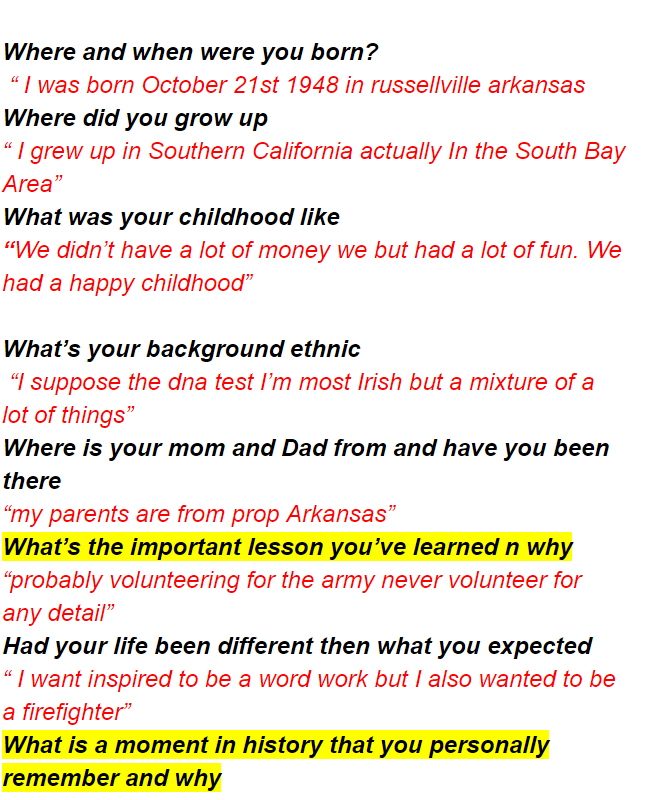 Where and when were you born?
“ I was born October 21st 1948 in russellville arkansas
Where did you grow up
“ I grew up in Southern California actually In the South Bay
Area”
What was your childhood like
“We didn’t have a lot of money we but had a lot of fun. We
had a happy childhood”
What’s your background ethnic
“I suppose the dna test I’m most Irish but a mixture of a
lot of things”
Where is your mom and Dad from and have you been
there
“my parents are from prop Arkansas”
What’s the important lesson you’ve learned n why
“probably volunteering for the army never volunteer for
any detail”
Had your life been different then what you expected
“ I want inspired to be a word work but I also wanted to be
a firefighter”
What is a moment in history that you personally
remember and why